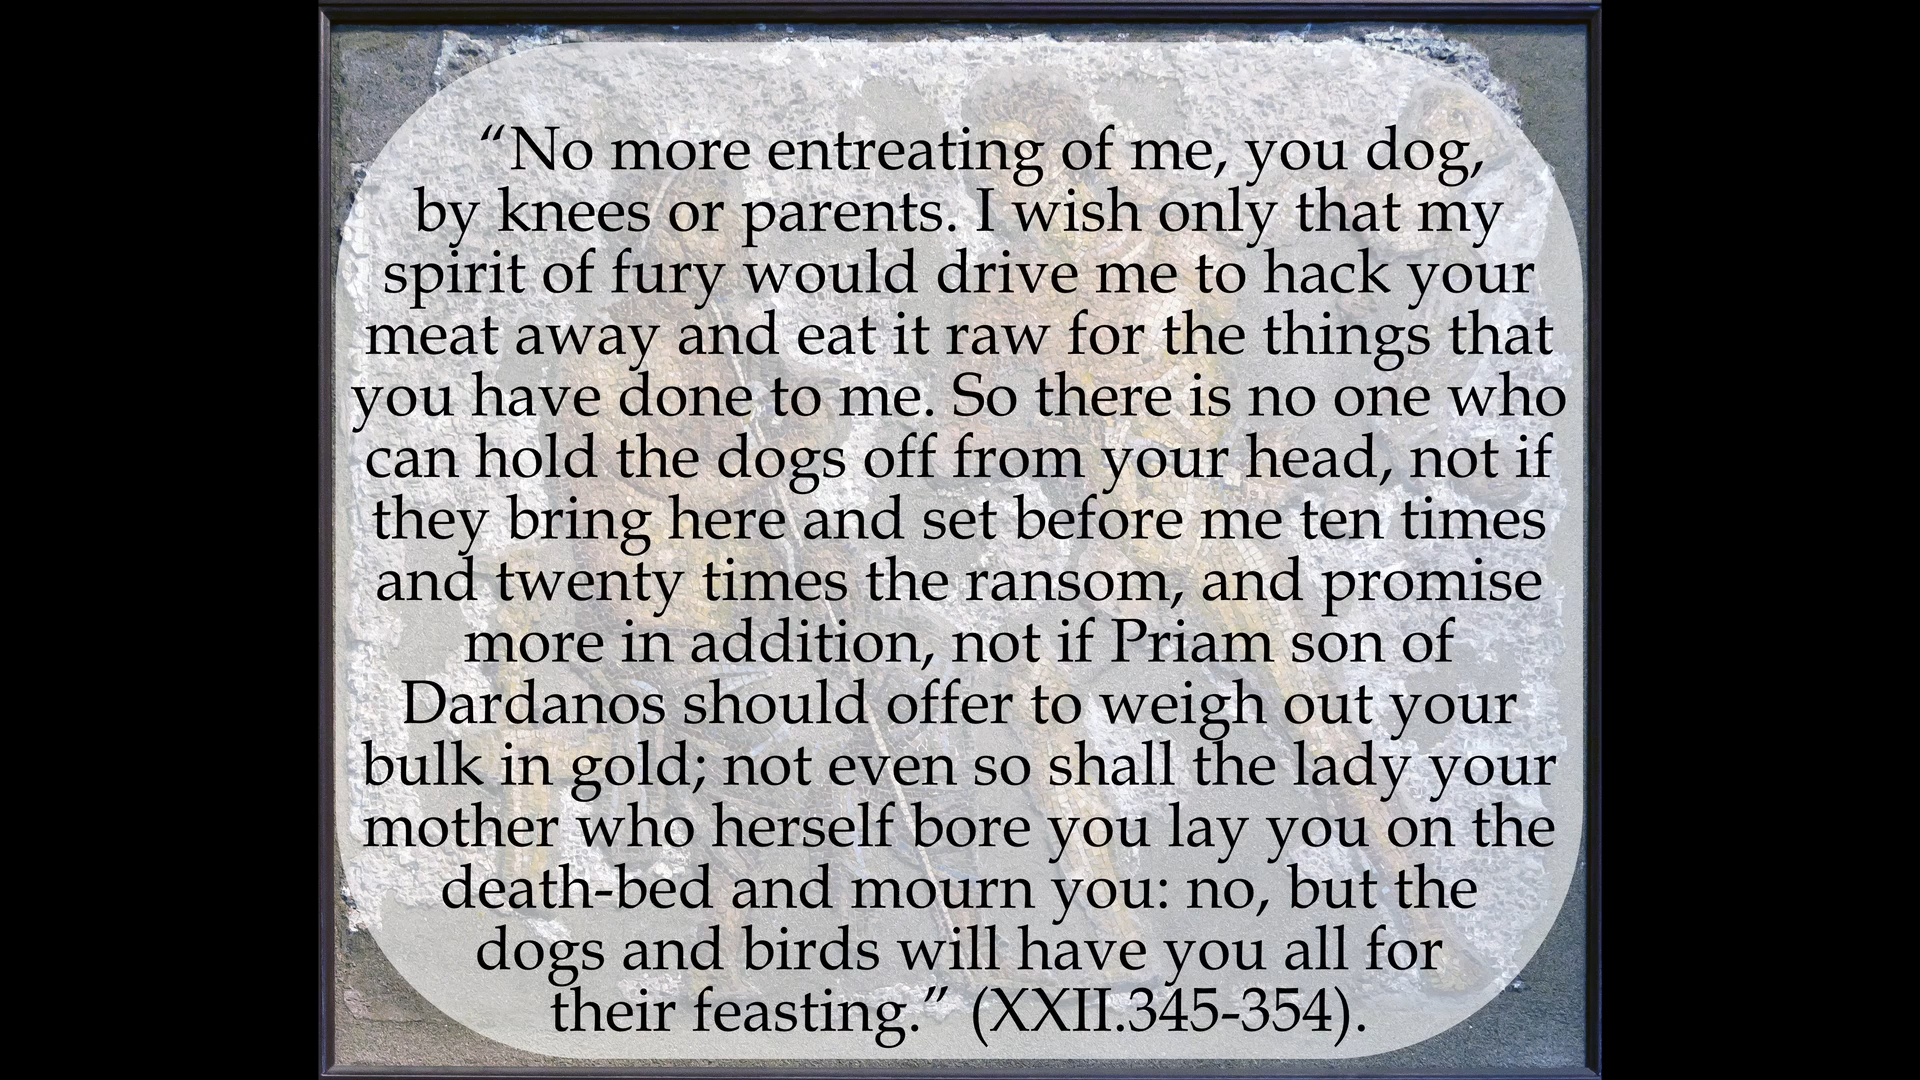 “No more entreating of me, you dog,
by knees or parents. I wish only that my
spirit of fury would drive me to hack your
meat away and eat it raw for the things that
you have done to me. So there is no one who
can hold the dogs off from your head, not if
they bring here and set before me ten times
and twenty times the ransom, and promise
more in addition, not if Priam son of
Dardanos should offer to weigh out your
bulk in gold; not even so shall the lady your
mother who herself bore you lay you on the
death-bed and mourn you: no, but the
dogs and birds will have you all for
their feasting.” (XXII.345-354).